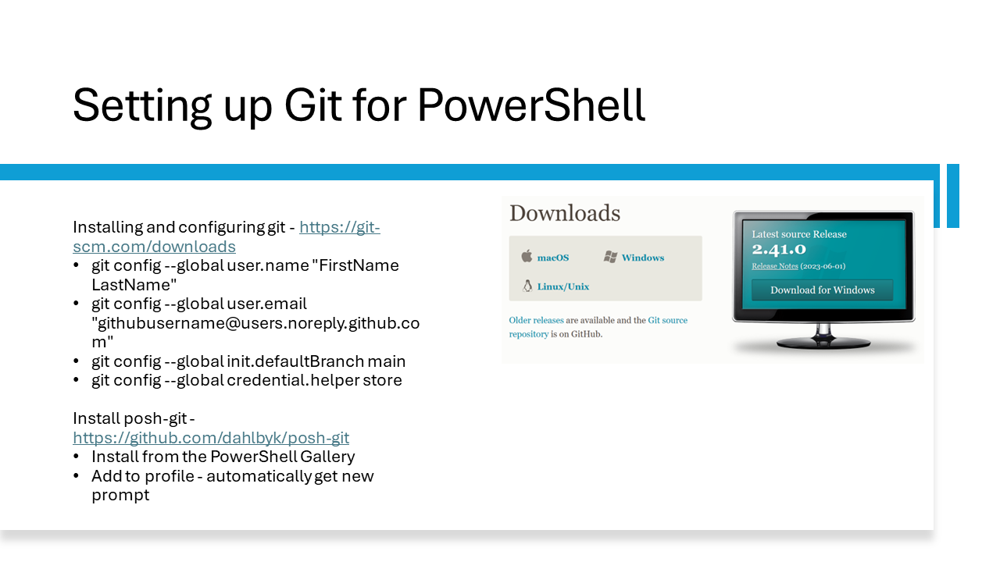 Setting up Git for PowerShell
Installing and configuring git - https://git-
scm.com/downloads
• git config --global user.name "FirstName
LastName"
• git config --global user.email
"githubusername@users.noreply.github.co
m"
• git config --global init.defaultBranch main
• git config --global credential.helper store
Install posh-git -
https://github.com/dahlbyk/posh-git
• Install from the PowerShell Gallery
• Add to profile - automatically get new
prompt
Downloads
macOS Windows
Linux/Unix
Older releases are available and the Git source
repository is on GitHub.
Latest source Release
2.41.0
Release Notes (2023-06-01)
Download for Windows